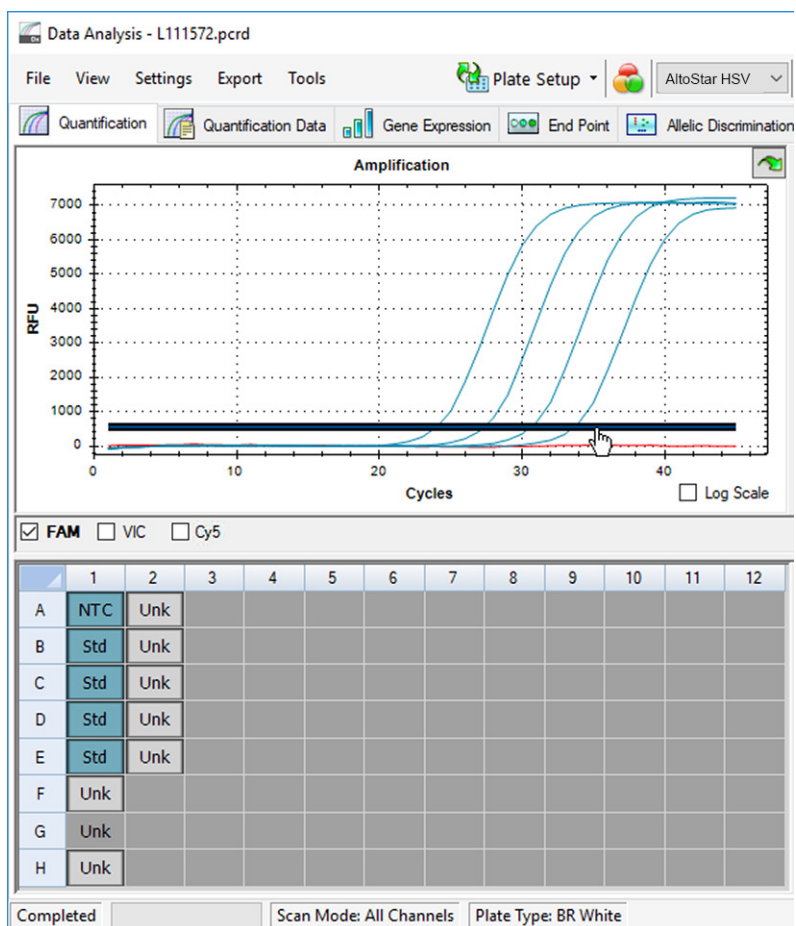 Data Analysis - L111572.pcrd
File View Settings Export Tools Plate Setup AltoStar HSV
Quantification Quantification Data Gene Expression End Point Allelic Discrimination
Amplification
7000
6000
5000
4000
3000
2000
1000
0
RFU
0 10 20 30 40
Cycles
Log Scale
FAM VIC Cy5
1 2 3 4 5 6 7 8 9 10 11 12
A NTC Unk
B Std Unk
C Std Unk
D Std Unk
E Std Unk
F Unk
G Unk
H Unk
Completed Scan Mode: All Channels Plate Type: BR White